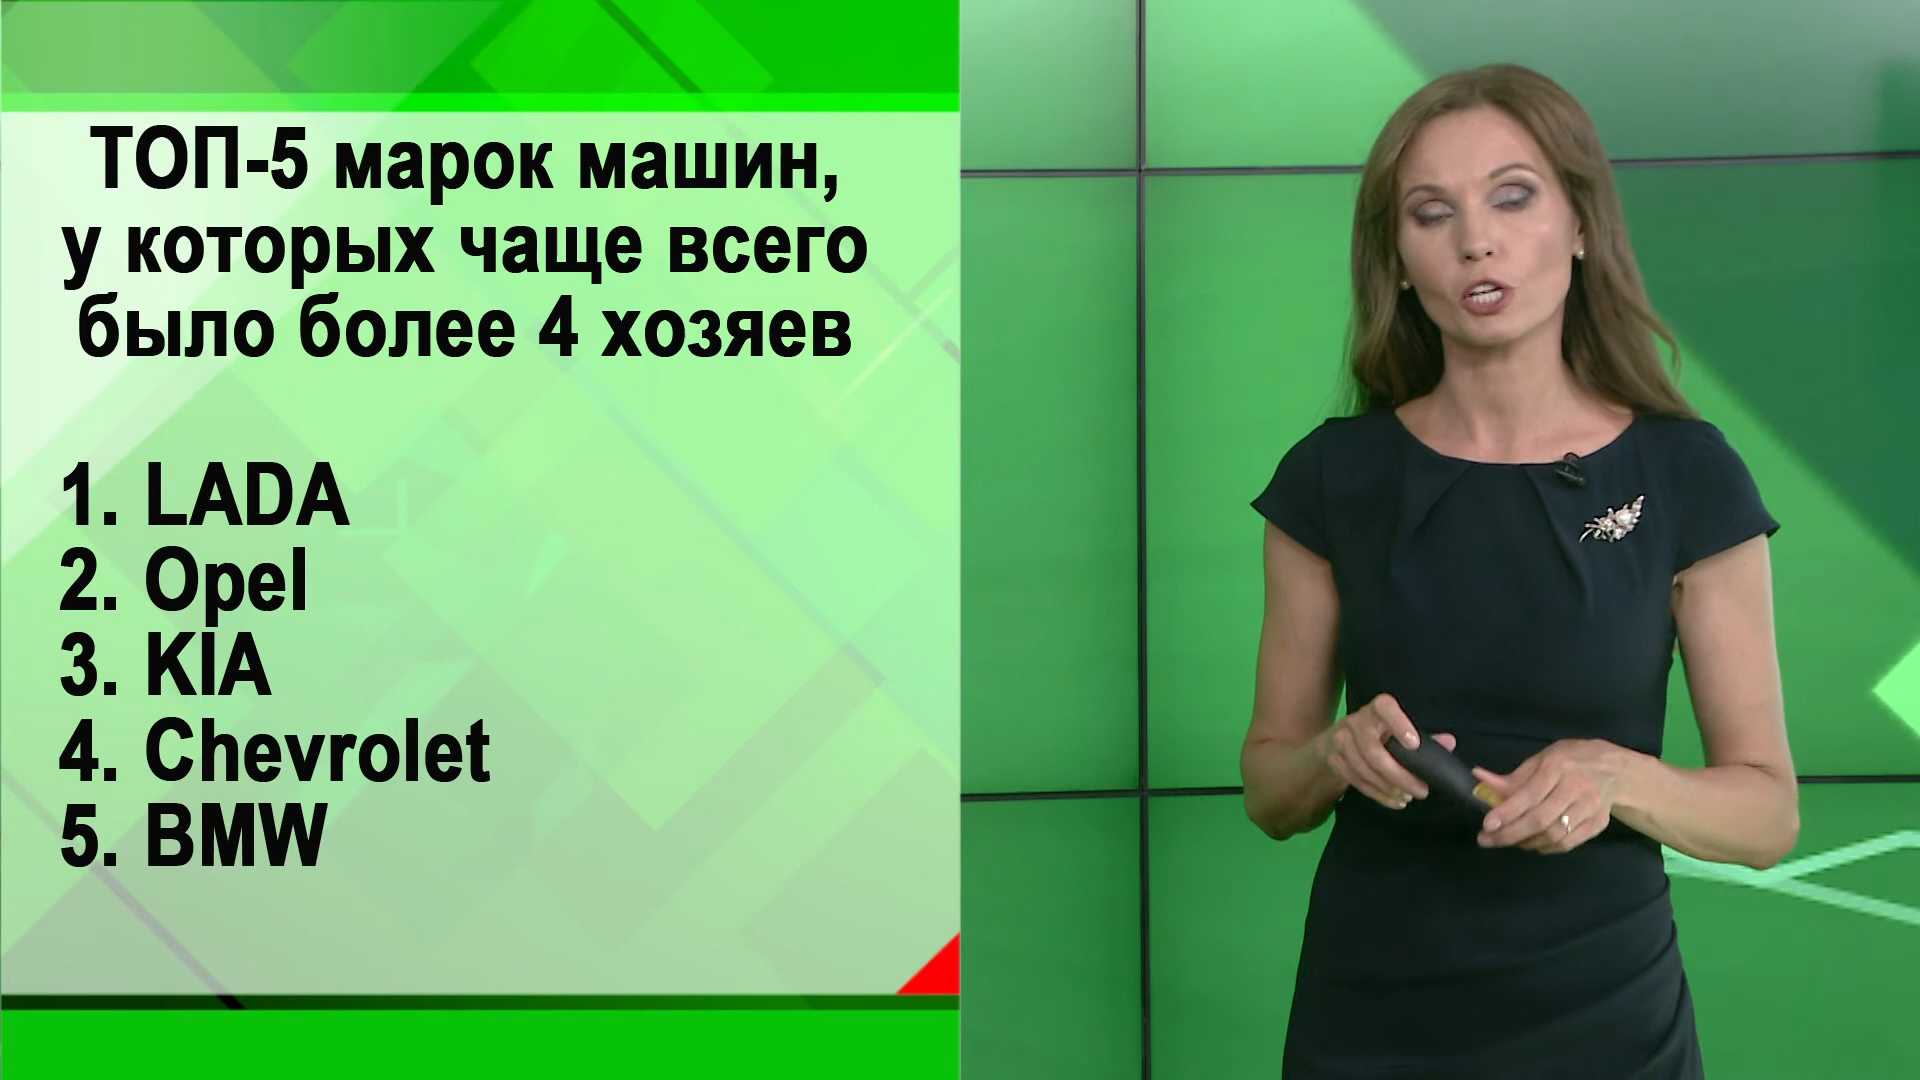 ТОП-5 марок машин,
у которых чаще всего
было более 4 хозяев
1. LADA
2. Opel
3. KIA
4. Chevrolet
5. BMW